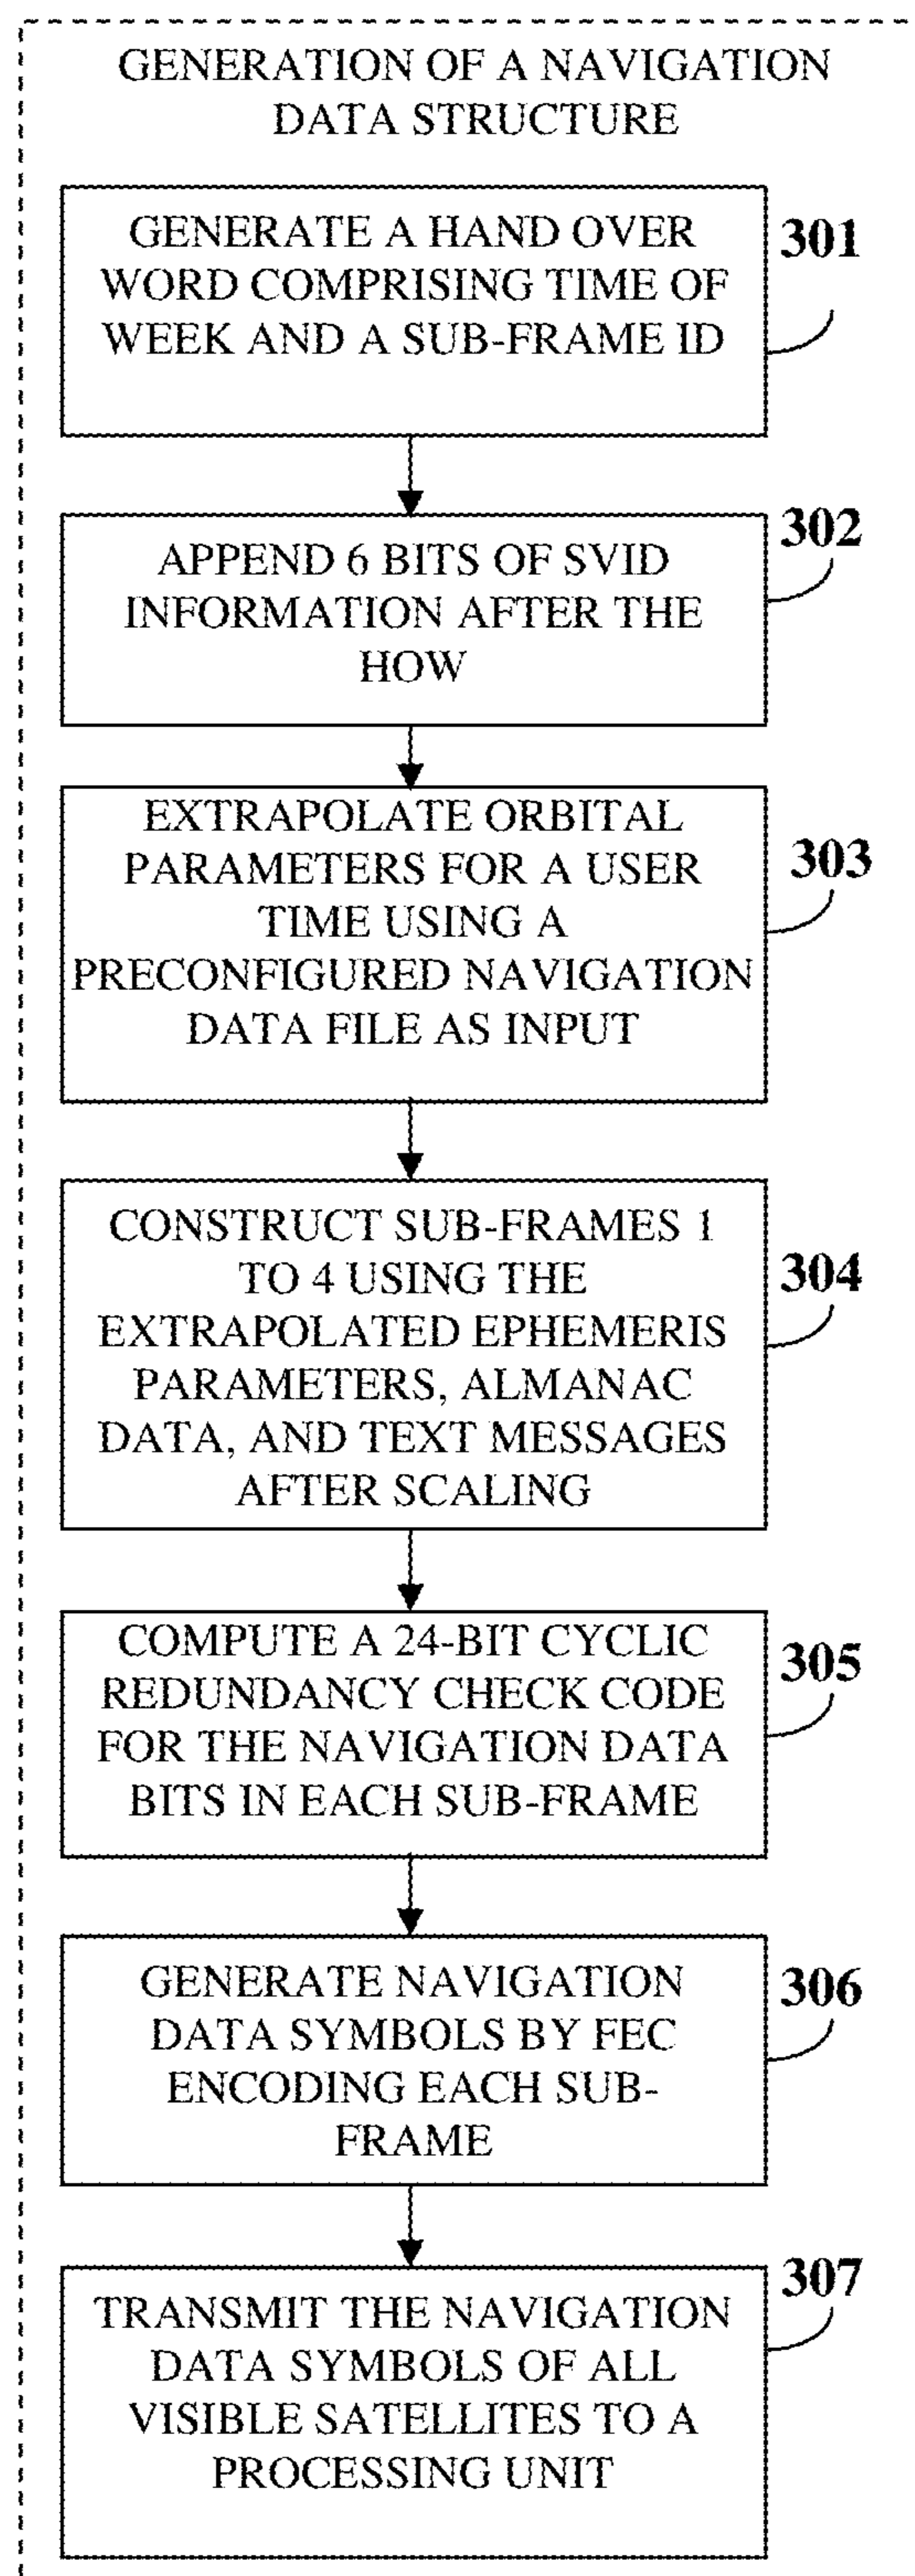 GENERATION OF A NAVIGATION
DATA STRUCTURE
GENERATE A HAND OVER
WORD COMPRISING TIME OF
WEEK AND A SUB-FRAME ID
301
APPEND 6 BITS OF SVID
INFORMATION AFTER THE
HOW
302
EXTRAPOLATE ORBITAL
PARAMETERS FOR A USER
TIME USING A
PRECONFIGURED NAVIGATION
DATA FILE AS INPUT
303
CONSTRUCT SUB-FRAMES 1
TO 4 USING THE
EXTRAPOLATED EPHEMERIS
PARAMETERS, ALMANAC
DATA, AND TEXT MESSAGES
AFTER SCALING
304
COMPUTE A 24-BIT CYCLIC
REDUNDANCY CHECK CODE
FOR THE NAVIGATION DATA
BITS IN EACH SUB-FRAME
305
GENERATE NAVIGATION
DATA SYMBOLS BY FEC
ENCODING EACH SUB-
FRAME
306
TRANSMIT THE NAVIGATION
DATA SYMBOLS OF ALL
VISIBLE SATELLITES TO A
PROCESSING UNIT
307